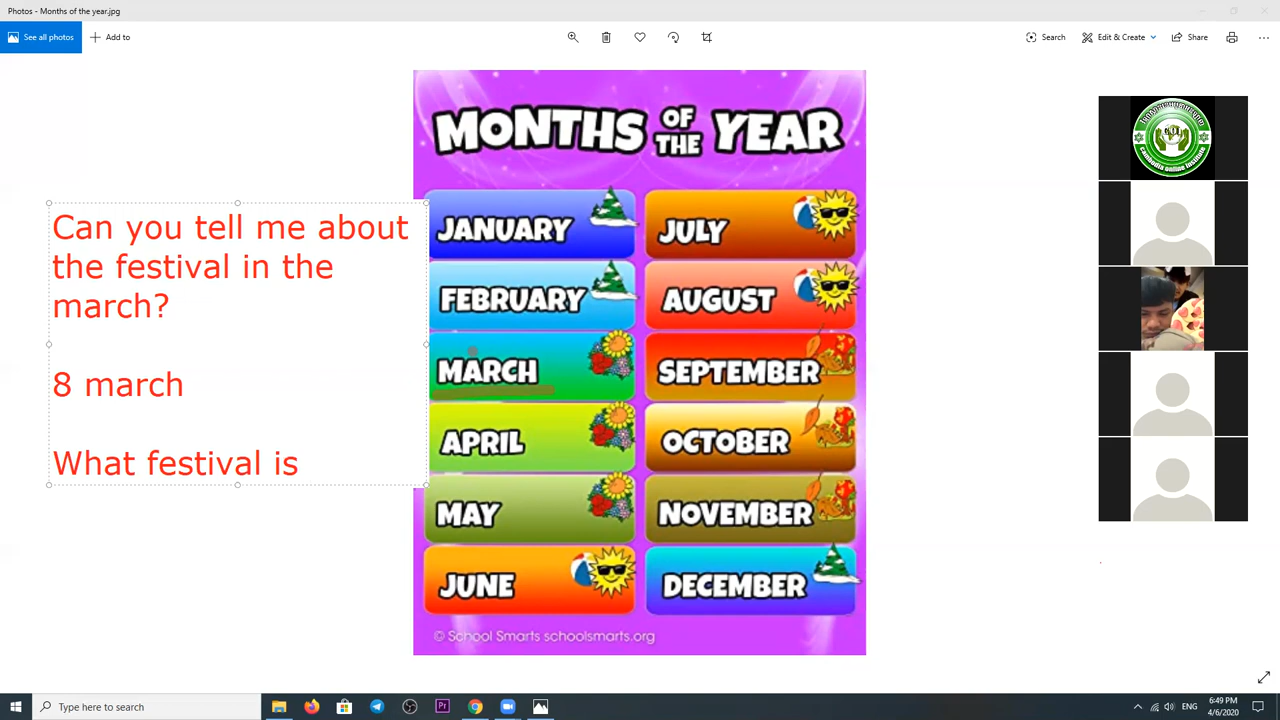 Photos - Months of the year.jpg
See all photos
Add to
Search
Edit & Create
Share
MONTHS OF THE YEAR
Can you tell me about
the festival in the
march?
8 march
What festival is
JANUARY
FEBRUARY
MARCH
APRIL
MAY
JUNE
JULY
AUGUST
SEPTEMBER
OCTOBER
NOVEMBER
DECEMBER
© School Smarts schoolsmarts.org
Cambodia online Institute
Type here to search
ENG
6:49 PM
4/6/2020